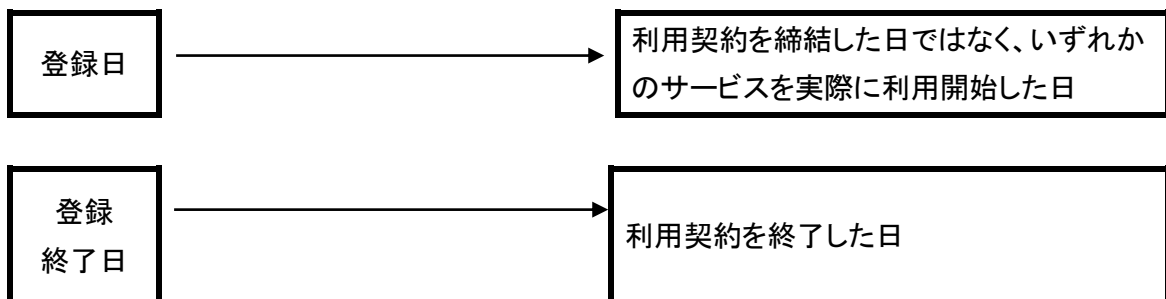 登録日
利用契約を締結した日ではなく、いずれか
のサービスを実際に利用開始した日
登録
終了日
利用契約を終了した日